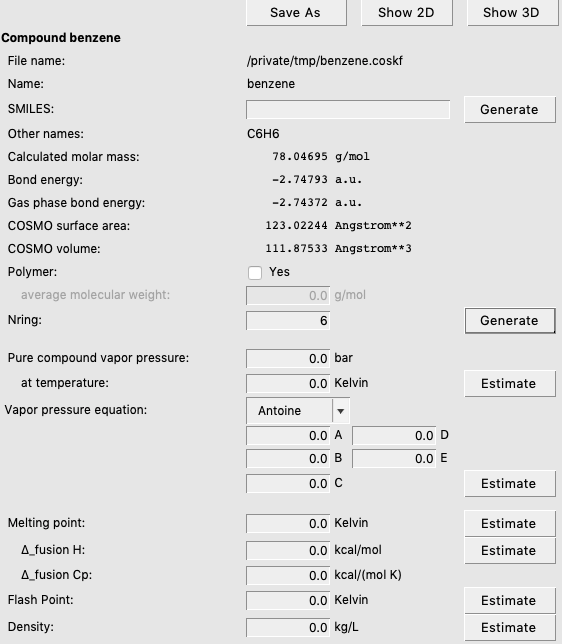 Save As Show 2D Show 3D
Compound benzene
File name: /private/tmp/benzene.coskf
Name: benzene
SMILES: Generate
Other names: C6H6
Calculated molar mass: 78.04695 g/mol
Bond energy: -2.74793 a.u.
Gas phase bond energy: -2.74372 a.u.
COSMO surface area: 123.02244 Angstrom**2
COSMO volume: 111.87533 Angstrom**3
Polymer: Yes
average molecular weight: 0.0 g/mol
Nring: 6 Generate
Pure compound vapor pressure: 0.0 bar
at temperature: 0.0 Kelvin Estimate
Vapor pressure equation: Antoine
0.0 A 0.0 D
0.0 B 0.0 E
0.0 C Estimate
Melting point: 0.0 Kelvin Estimate
Δ_fusion H: 0.0 kcal/mol Estimate
Δ_fusion Cp: 0.0 kcal/(mol K)
Flash Point: 0.0 Kelvin Estimate
Density: 0.0 kg/L Estimate